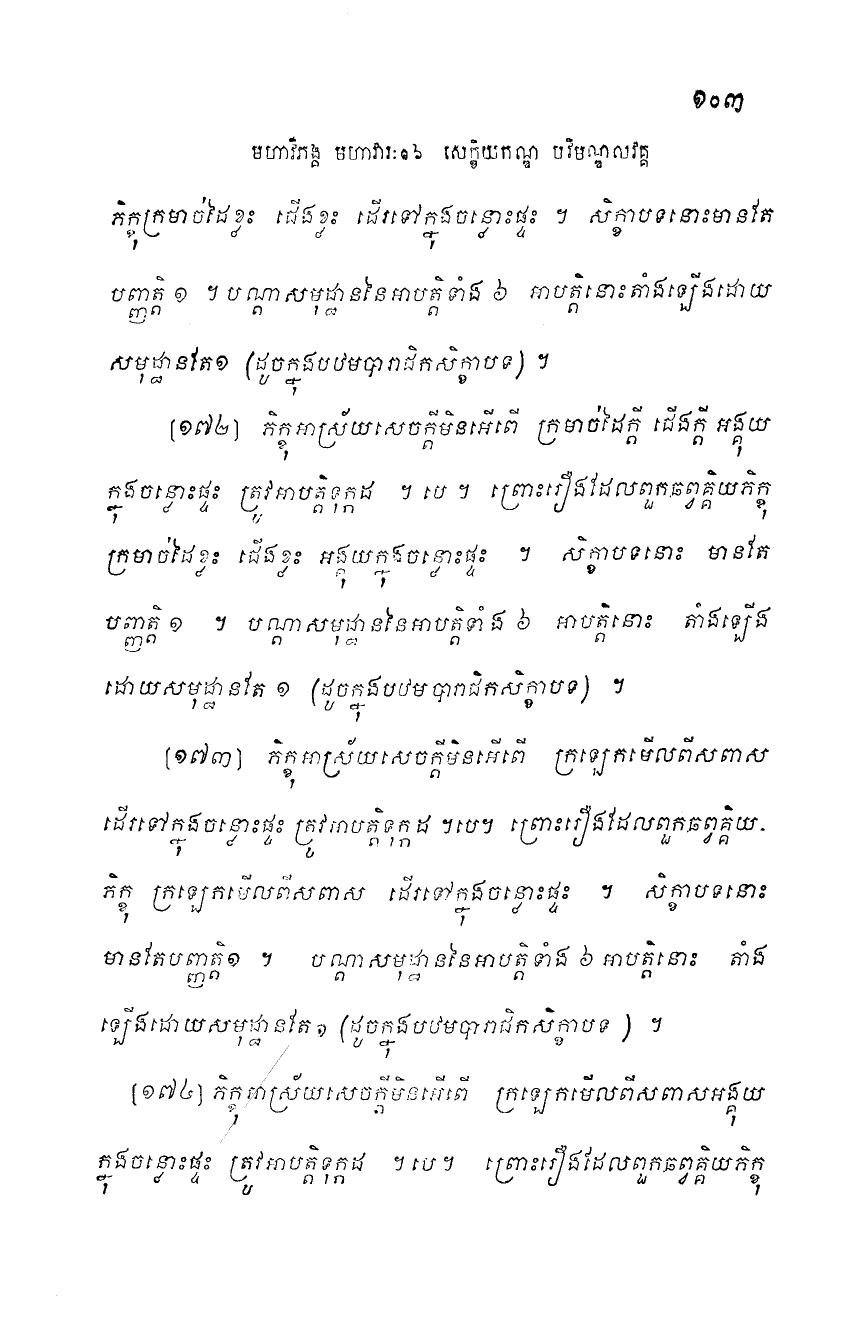 ១០៣
មហាវិភង្គ មហាវារៈ១៦ សេក្ខិយកណ្ឌ បរិមណ្ឌលវគ្គ
ភិក្ខុក្រមាច់ដៃខ្វះ ជើងខ្វះ ដើរទៅក្នុងចន្លោះផ្ទះ ។ សិក្ខាបទនោះមានតែ
បញ្ញត្តិ ១ ។ បណ្តាសមុដ្ឋាននៃអាបត្តិទាំង ៦ អាបត្តិនោះតាំងឡើងដោយ
សមុដ្ឋានតែ១ (ដូចក្នុងបឋមបារាជិកសិក្ខាបទ) ។
[១៧២] ភិក្ខុអាស្រ័យសេចក្តីមិនអើពើ ក្រមាច់ដៃក្តី ជើងក្តី អង្គុយ
ក្នុងចន្លោះផ្ទះ ត្រូវអាបត្តិទុក្កដ ។ បេ ។ ព្រោះរឿងដែលពួកឆព្វគ្គិយភិក្ខុ
ក្រមាច់ដៃខ្វះ ជើងខ្វះ អង្គុយក្នុងចន្លោះផ្ទះ ។ សិក្ខាបទនោះ មានតែ
បញ្ញត្តិ ១ ។ បណ្តាសមុដ្ឋាននៃអាបត្តិទាំង ៦ អាបត្តិនោះ តាំងឡើង
ដោយសមុដ្ឋានតែ ១ (ដូចក្នុងបឋមបារាជិកសិក្ខាបទ) ។
[១៧៣] ភិក្ខុអាស្រ័យសេចក្តីមិនអើពើ ក្រឡេកមើលពីសពាស
ដើរទៅក្នុងចន្លោះផ្ទះ ត្រូវអាបត្តិទុក្កដ ។បេ។ ព្រោះរឿងដែលពួកឆព្វគ្គិយ-
ភិក្ខុ ក្រឡេកមើលពីសពាស ដើរទៅក្នុងចន្លោះផ្ទះ ។ សិក្ខាបទនោះ
មានតែបញ្ញត្តិ១ ។ បណ្តាសមុដ្ឋាននៃអាបត្តិទាំង ៦ អាបត្តិនោះ តាំង
ឡើងដោយសមុដ្ឋានតែ ១ (ដូចក្នុងបឋមបារាជិកសិក្ខាបទ ) ។
[១៧៤] ភិក្ខុអាស្រ័យសេចក្តីមិនអើពើ ក្រឡេកមើលពីសពាសអង្គុយ
ក្នុងចន្លោះផ្ទះ ត្រូវអាបត្តិទុក្កដ ។ បេ ។ ព្រោះរឿងដែលពួកឆព្វគ្គិយភិក្ខុ